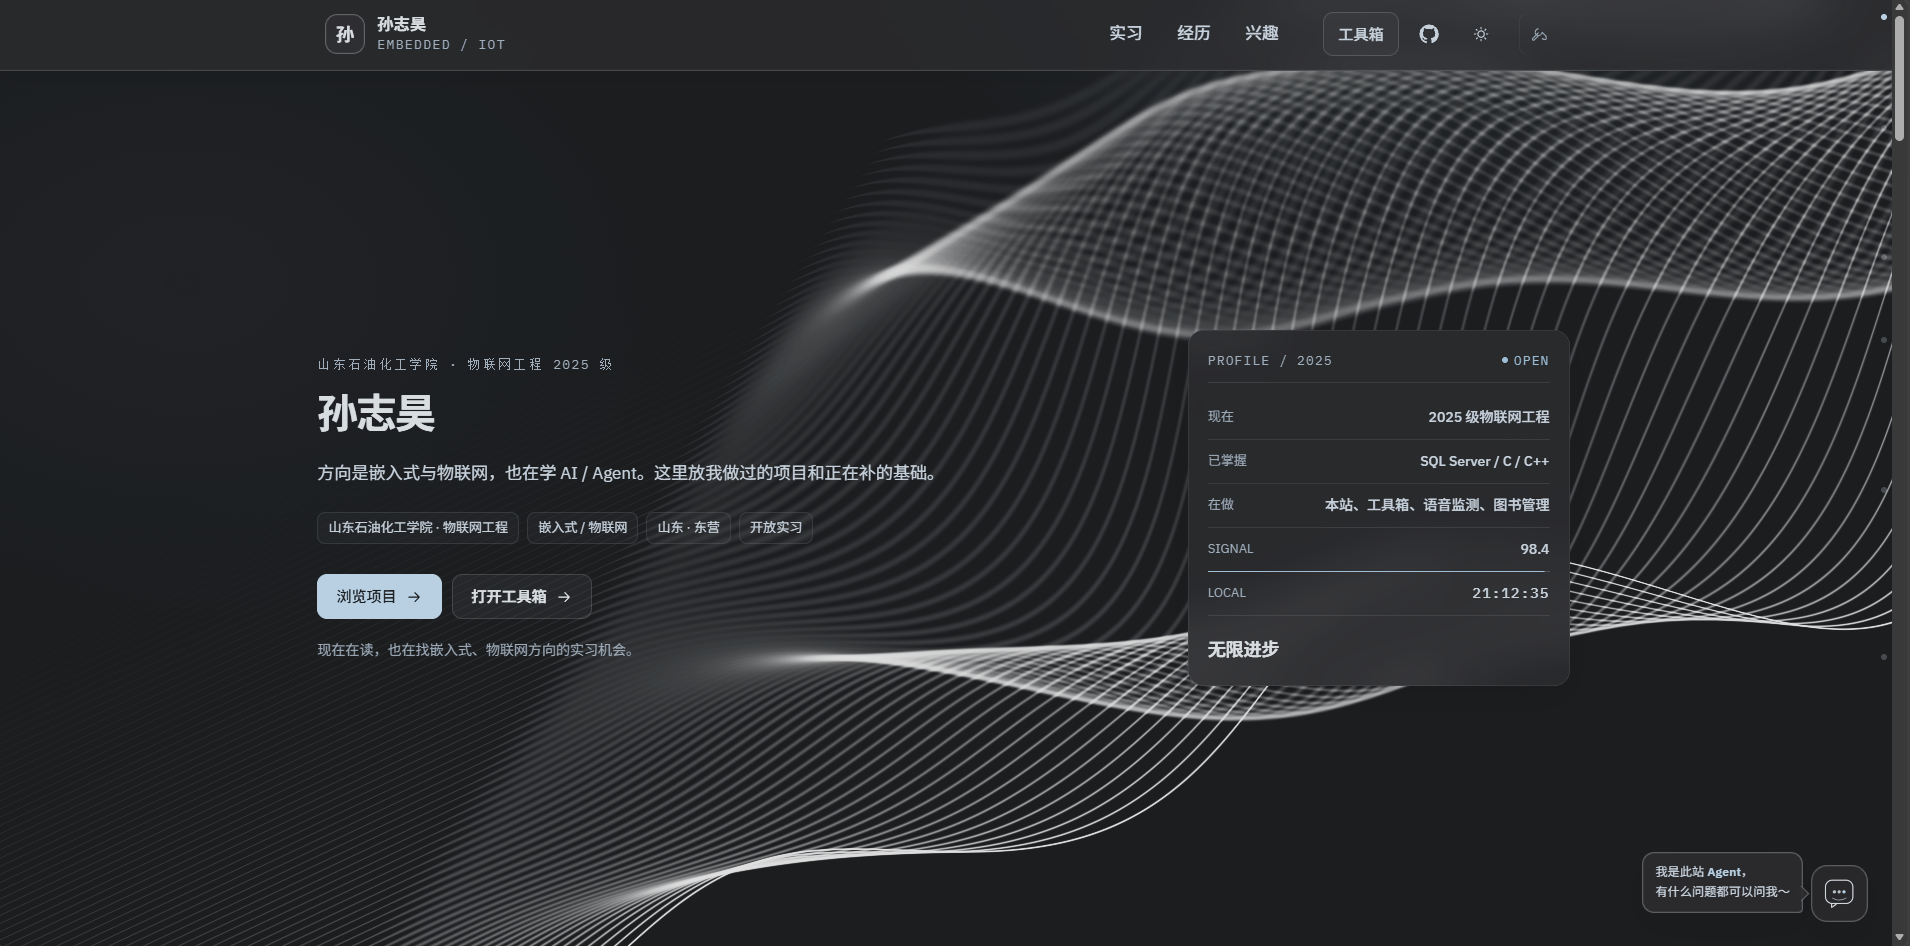 孙
孙志昊
EMBEDDED / IOT
实习
经历
兴趣
工具箱
山东石油化工学院 · 物联网工程 2025 级
孙志昊
方向是嵌入式与物联网，也在学 AI / Agent。这里放我做过的项目和正在补的基础。
山东石油化工学院 · 物联网工程
嵌入式 / 物联网
山东 · 东营
开放实习
浏览项目 →
打开工具箱 →
现在在读，也在找嵌入式、物联网方向的实习机会。
PROFILE / 2025
OPEN
现在
2025 级物联网工程
已掌握
SQL Server / C / C++
在做
本站、工具箱、语音监测、图书管理
SIGNAL
98.4
LOCAL
21:12:35
无限进步
我是此站 Agent，
有什么问题都可以问我～